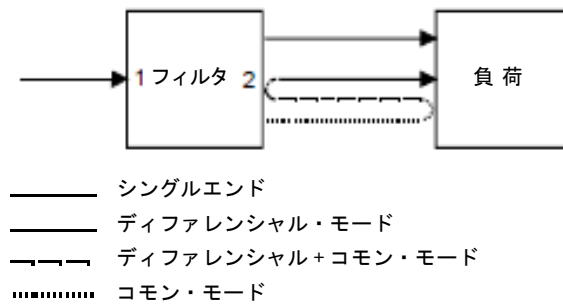 1 フィルタ 2
負 荷
シングルエンド
ディファレンシャル・モード
ディファレンシャル+コモン・モード
コモン・モード